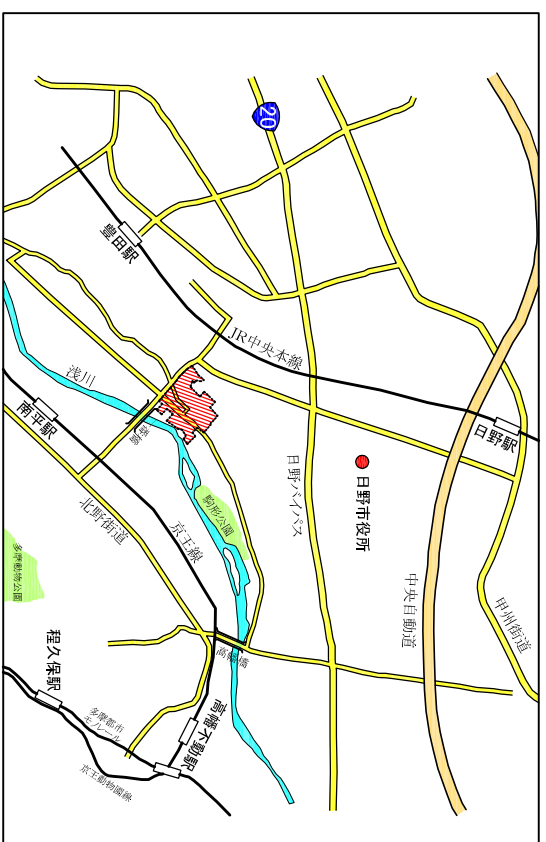 20
甲州街道
日野駅
中央自動道
日野市役所
日野バイパス
JR中央本線
豊田駅
浅川
南平駅
駒形公園
京王線
北野街道
多摩動物公園
高幡橋
高幡不動駅
程久保駅
多摩都市
モノレール
京王動物園線